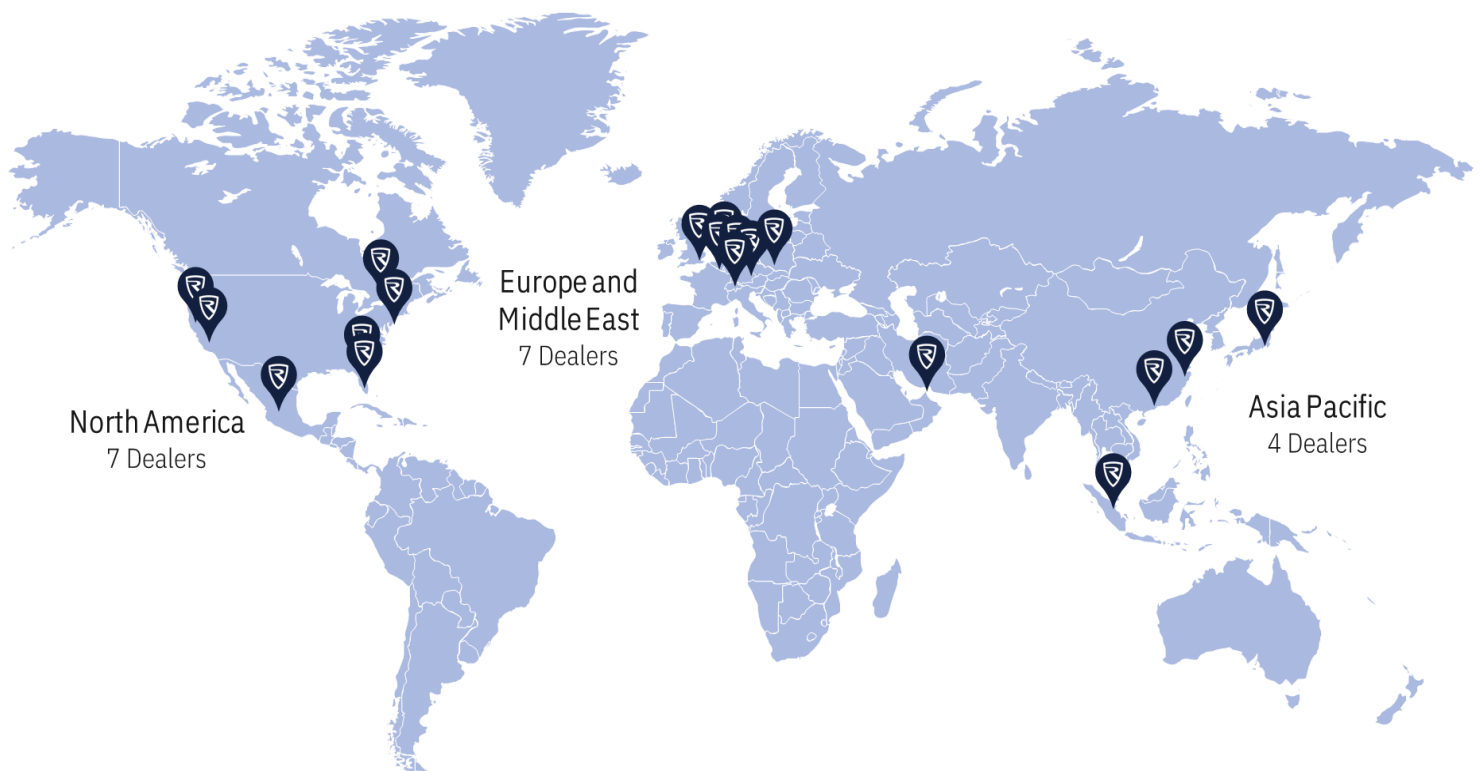 North America
7 Dealers
Europe and
Middle East
7 Dealers
Asia Pacific
4 Dealers